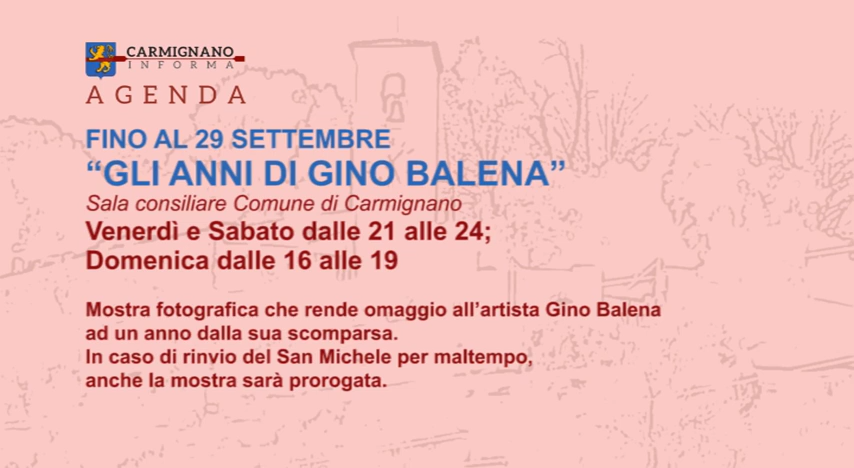 CARMIGNANO
INFORMA
AGENDA
FINO AL 29 SETTEMBRE
“GLI ANNI DI GINO BALENA”
Sala consiliare Comune di Carmignano
Venerdì e Sabato dalle 21 alle 24;
Domenica dalle 16 alle 19
Mostra fotografica che rende omaggio all’artista Gino Balena
ad un anno dalla sua scomparsa.
In caso di rinvio del San Michele per maltempo,
anche la mostra sarà prorogata.